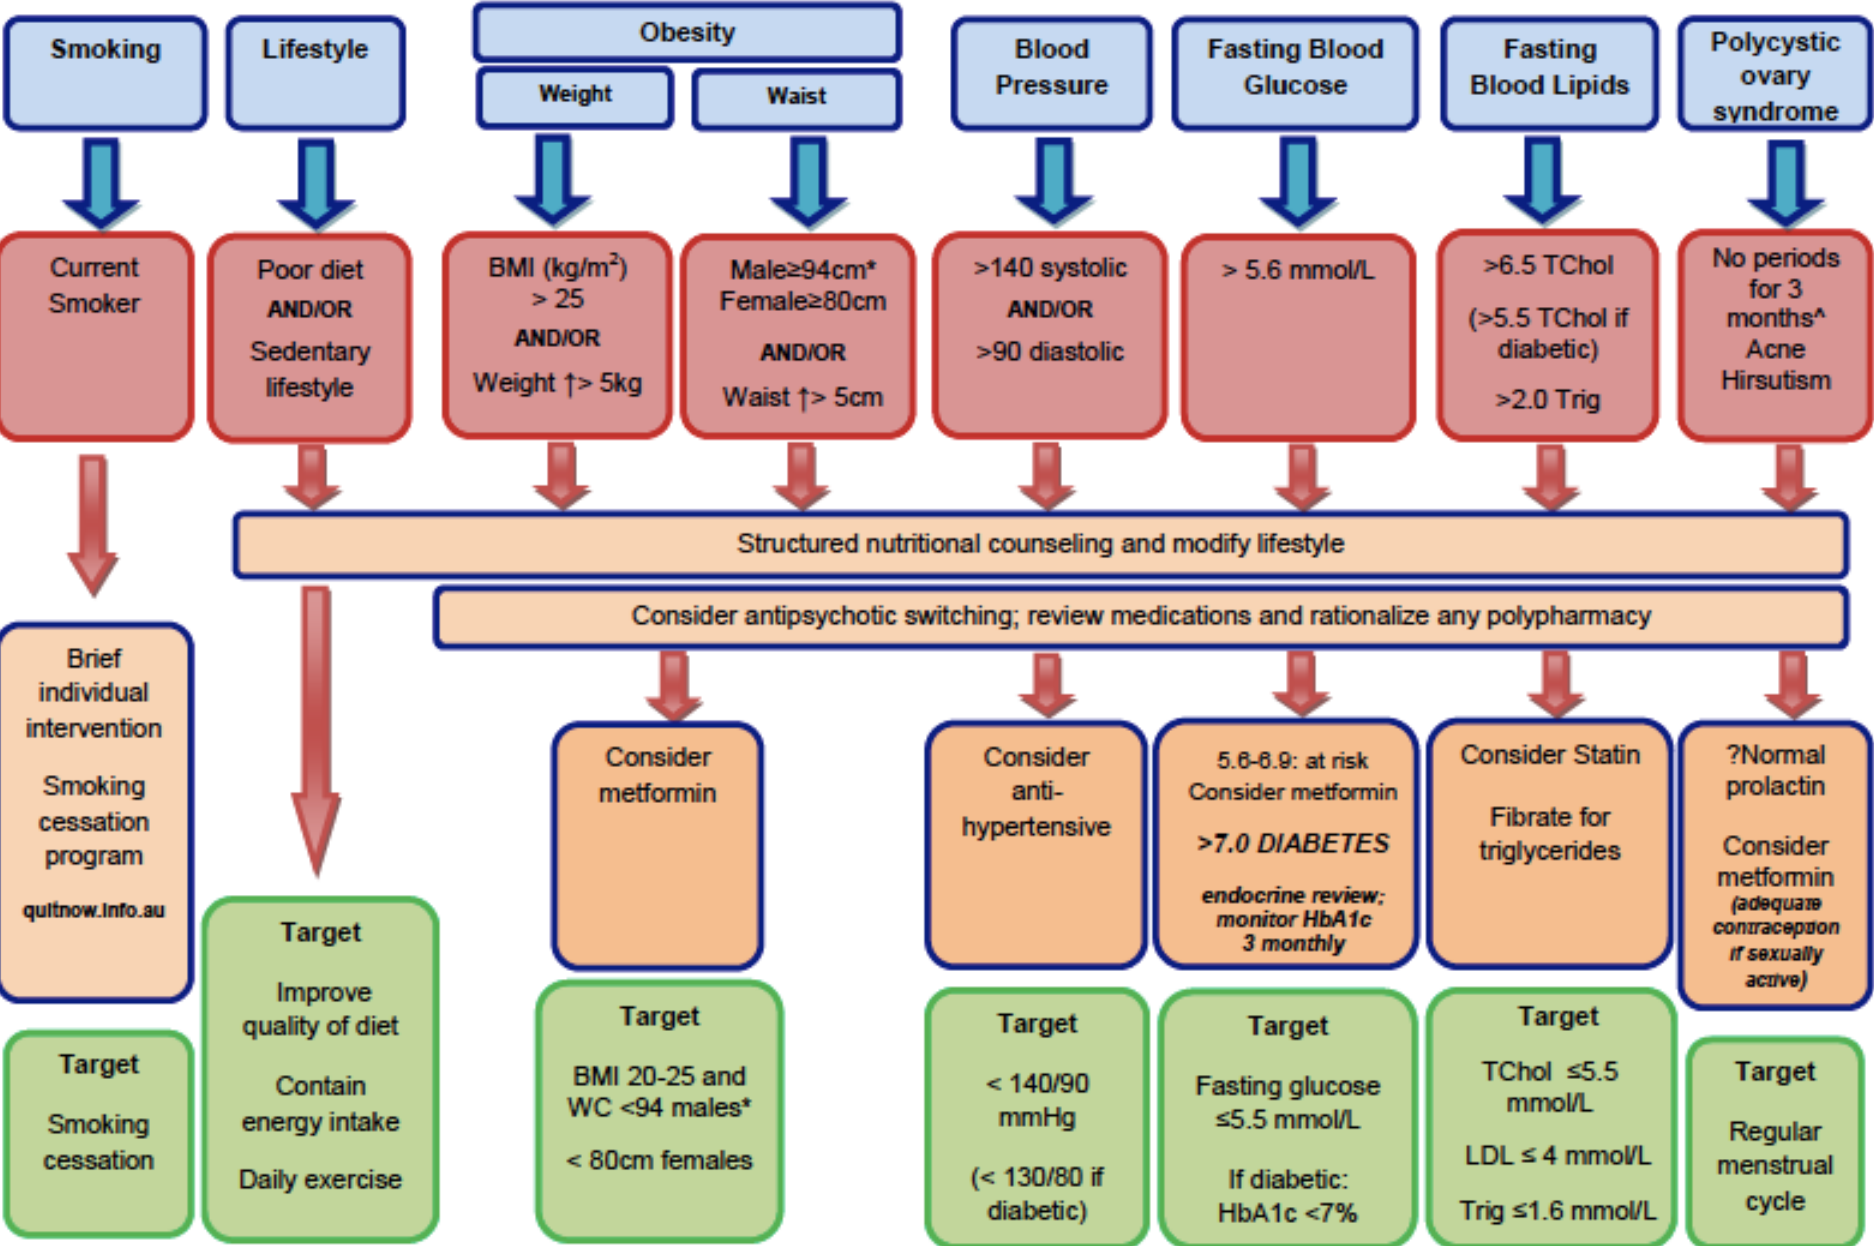 Smoking
Lifestyle
Obesity
Weight
Waist
Blood
Pressure
Fasting Blood
Glucose
Fasting
Blood Lipids
Polycystic
ovary
syndrome
Current
Smoker
Poor diet
AND/OR
Sedentary
lifestyle
BMI (kg/m²)
> 25
AND/OR
Weight ↑> 5kg
Male≥94cm*
Female≥80cm
AND/OR
Waist ↑> 5cm
>140 systolic
AND/OR
>90 diastolic
> 5.6 mmol/L
>6.5 TChol
(>5.5 TChol if
diabetic)
>2.0 Trig
No periods
for 3
months^
Acne
Hirsutism
Structured nutritional counseling and modify lifestyle
Consider antipsychotic switching; review medications and rationalize any polypharmacy
Brief
individual
intervention
Smoking
cessation
program
quitnow.info.au
Consider
metformin
Consider
anti-
hypertensive
5.6-6.9: at risk
Consider metformin
>7.0 DIABETES
endocrine review;
monitor HbA1c
3 monthly
Consider Statin
Fibrate for
triglycerides
?Normal
prolactin
Consider
metformin
(adequate
contraception
if sexually
active)
Target
Smoking
cessation
Target
Improve
quality of diet
Contain
energy intake
Daily exercise
Target
BMI 20-25 and
WC <94 males*
< 80cm females
Target
< 140/90
mmHg
(< 130/80 if
diabetic)
Target
Fasting glucose
≤5.5 mmol/L
If diabetic:
HbA1c <7%
Target
TChol ≤5.5
mmol/L
LDL ≤ 4 mmol/L
Trig ≤1.6 mmol/L
Target
Regular
menstrual
cycle